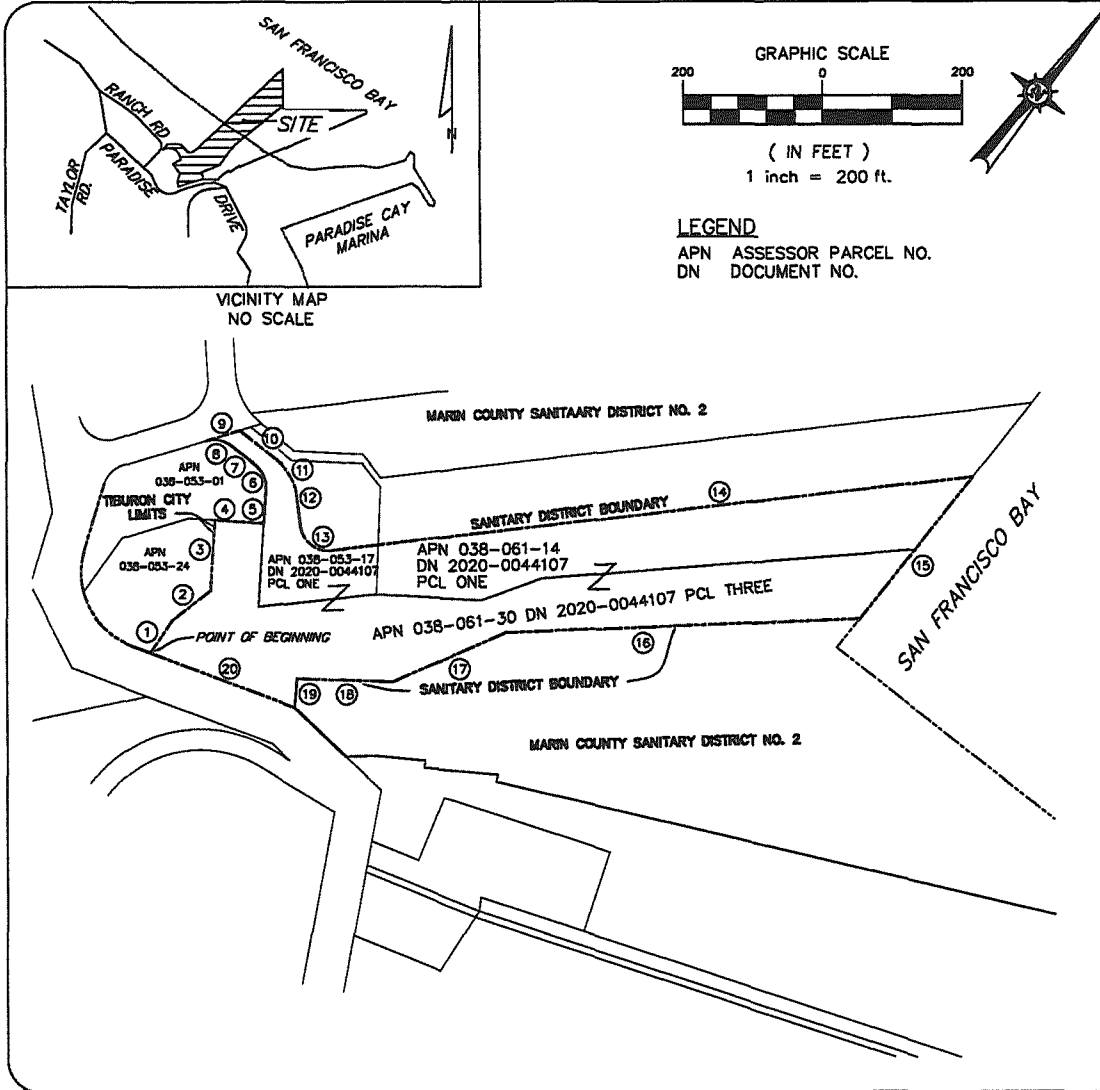 SAN FRANCISCO BAY
RANCH RD
SITE
TAYLOR
RD.
PARADISE
DRIVE
PARADISE CAY
MARINA
N
VICINITY MAP
NO SCALE
GRAPHIC SCALE
200 0 200
( IN FEET )
1 inch = 200 ft.
LEGEND
APN ASSESSOR PARCEL NO.
DN DOCUMENT NO.
MARIN COUNTY SANITAARY DISTRICT NO. 2
9
10
8
7
6
11
12
APN
038-053-01
TIBURON CITY
LIMITS
4
5
13
14
SANITARY DISTRICT BOUNDARY
3
APN
038-053-24
APN 038-053-17
DN 2020-0044107
PCL ONE
APN 038-061-14
DN 2020-0044107
PCL ONE
15
2
APN 038-061-30 DN 2020-0044107 PCL THREE
1
POINT OF BEGINNING
16
17
20
19
18
SANITARY DISTRICT BOUNDARY
SAN FRANCISCO BAY
MARIN COUNTY SANITARY DISTRICT NO. 2